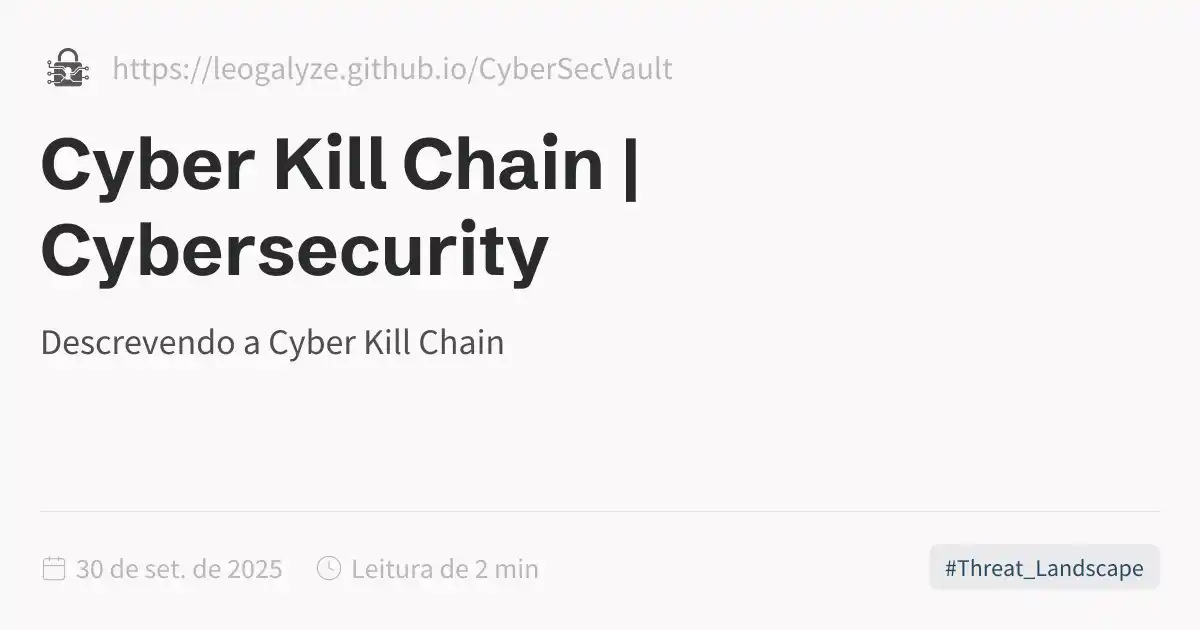 https://leogalyze.github.io/CyberSecVault
Cyber Kill Chain |
Cybersecurity
Descrevendo a Cyber Kill Chain
30 de set. de 2025 Leitura de 2 min #Threat_Landscape